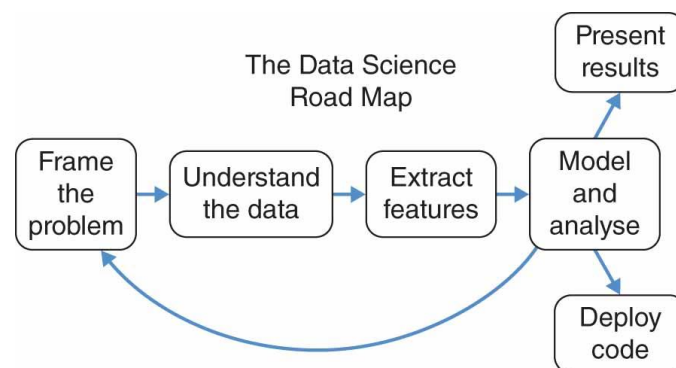 The Data Science
Road Map
Frame
the
problem
Understand
the data
Extract
features
Model
and
analyse
Present
results
Deploy
code